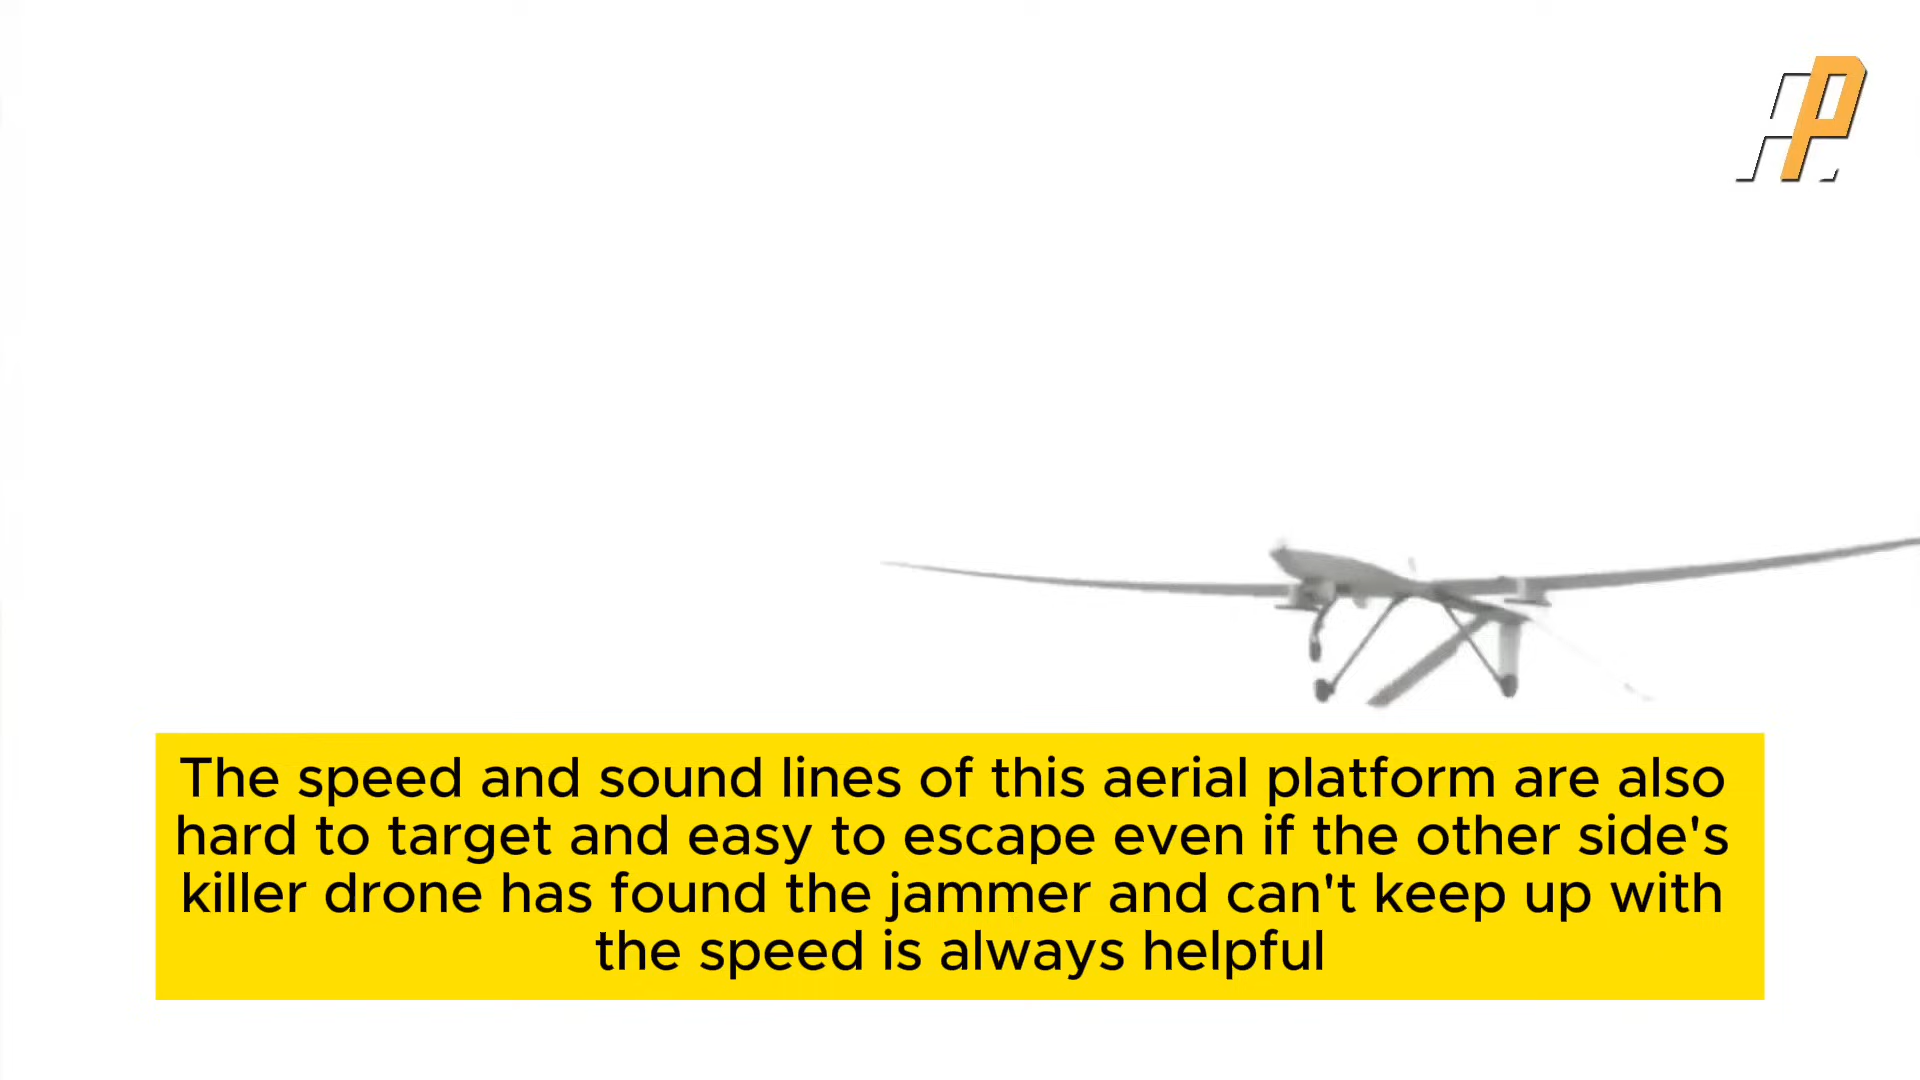 P
The speed and sound lines of this aerial platform are also
hard to target and easy to escape even if the other side's
killer drone has found the jammer and can't keep up with
the speed is always helpful